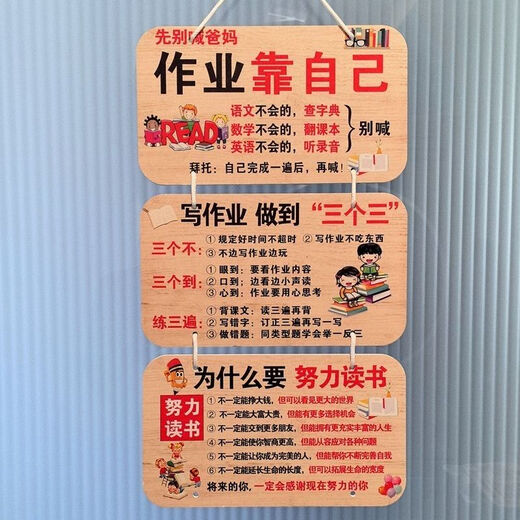 先别喊爸妈
作业靠自己
READ
语文不会的，查字典
数学不会的，翻课本
英语不会的，听录音
别喊
拜托：自己完成一遍后，再喊！
写作业 做到 “三个三”
三个不：
① 规定好时间不超时 ② 写作业不吃东西
③ 不边写作业边玩
三个到：
① 眼到：要看作业内容
② 口到：边看边小声读
③ 心到：作业要用心思考
练三遍：
① 背课文：读三遍再背
② 写错字：订正三遍再写一写
③ 做错题：同类型题学会举一反三
为什么要 努力读书
努力
读书
① 不一定能挣大钱，但可以看见更大的世界
② 不一定能大富大贵，但能有更多选择机会
③ 不一定能交到更多朋友，但能拥有更充实丰富的人生
④ 不一定能使你智商更高，但能从容应对各种问题
⑤ 不一定能让你成为完美的人，但能帮你不断完善自我
⑥ 不一定能延长生命的长度，但可以拓展生命的宽度
将来的你，一定会感谢现在努力的你